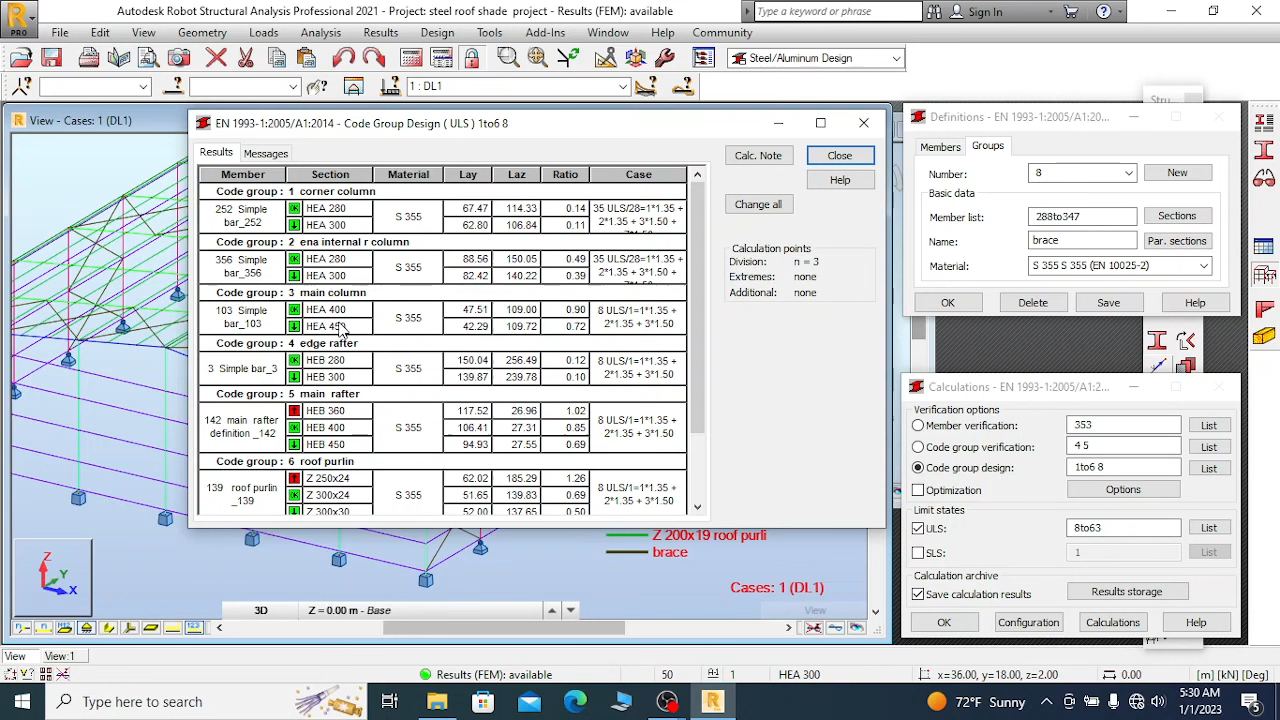 Autodesk Robot Structural Analysis Professional 2021 - Project: steel roof shade project - Results (FEM): available
Type a keyword or phrase
Sign In
PRO
File Edit View Geometry Loads Analysis Results Design Tools Add-Ins Window Help Community
Steel/Aluminum Design
1 : DL1
View - Cases: 1 (DL1)
EN 1993-1:2005/A1:2014 - Code Group Design ( ULS ) 1to6 8
Results Messages
Member Section Material Lay Laz Ratio Case
Code group : 1 corner column
252 Simple bar_252 HEA 280 S 355 67.47 114.33 0.14 35 ULS/28=1*1.35 + 2*1.35 + 3*1.50 +
HEA 300 62.80 106.84 0.11
Code group : 2 ena internal r column
356 Simple bar_356 HEA 280 S 355 88.56 150.05 0.49 35 ULS/28=1*1.35 + 2*1.35 + 3*1.50 +
HEA 300 82.42 140.22 0.39
Code group : 3 main column
103 Simple bar_103 HEA 400 S 355 47.51 109.00 0.90 8 ULS/1=1*1.35 + 2*1.35 + 3*1.50
HEA 450 42.29 109.72 0.72
Code group : 4 edge rafter
3 Simple bar_3 HEB 280 S 355 150.04 256.49 0.12 8 ULS/1=1*1.35 + 2*1.35 + 3*1.50
HEB 300 139.87 239.78 0.10
Code group : 5 main rafter
142 main rafter definition _142 HEB 360 S 355 117.52 26.96 1.02 8 ULS/1=1*1.35 + 2*1.35 + 3*1.50
HEB 400 106.41 27.31 0.85
HEB 450 94.93 27.55 0.69
Code group : 6 roof purlin
139 roof purlin _139 Z 250x24 S 355 62.02 185.29 1.26 8 ULS/1=1*1.35 + 2*1.35 + 3*1.50
Z 300x24 51.65 139.83 0.69
Z 300x30 52.00 137.65 0.50
Calc. Note Close
Help
Change all
Calculation points
Division: n = 3
Extremes: none
Additional: none
Definitions - EN 1993-1:2005/A1:20...
Members Groups
Number: 8 New
Basic data
Member list: 288to347 Sections
Name: brace Par. sections
Material: S 355 S 355 (EN 10025-2)
OK Delete Save Help
Calculations - EN 1993-1:2005/A1:2...
Verification options
Member verification: 353 List
Code group verification: 4 5 List
Code group design: 1to6 8 List
Optimization Options
Limit states
ULS: 8to63 List
SLS: 1 List
Calculation archive
Save calculation results Results storage
OK Configuration Calculations Help
Z 200x19 roof purli
brace
Cases: 1 (DL1)
Z
Y
X
3D Z = 0.00 m - Base View
View View:1
Results (FEM): available 50 1 HEA 300 x=36.00, y=18.00, z=2.00 0.00 [m] [kN] [Deg]
Type here to search
72°F Sunny
5:30 AM
1/1/2023
5